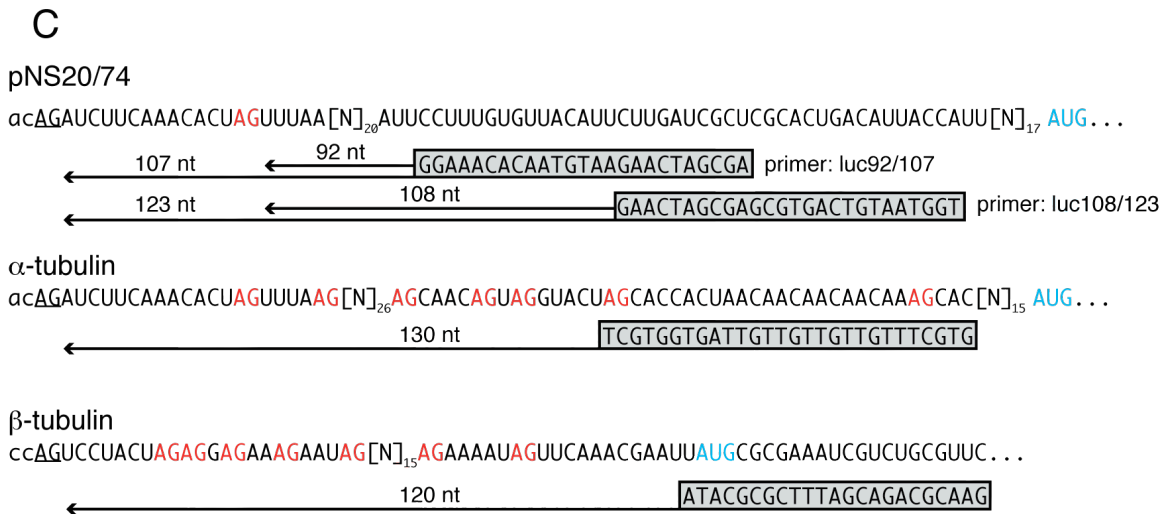 C
pNS20/74
acAGAUCUUCAAACACUAGUUUAA[N]20AUUCCUUUGUGUUACAUUCUUGAUCGCUCGCACUGACAUUACCAUU[N]17 AUG...
107 nt 92 nt GGAAACACAATGTAAGAACTAGCGA primer: luc92/107
123 nt 108 nt GAACTAGCGAGCGTGACTGTAATGGT primer: luc108/123
α-tubulin
acAGAUCUUCAAACACUAGUUUAAG[N]26AGCAACAGUAGGUACUAGCACCACUAACAACAACAACAAAGCAC[N]15 AUG...
130 nt TCGTGGTGATTGTTGTTGTTGTTTCGTG
β-tubulin
ccAGUCCUACUAGAGGAGAAAGAAUAG[N]15AGAAAAUAGUUCAAACGAAUUAUGCGCGAAAUCGUCUGCGUUC...
120 nt ATACGCGCTTTAGCAGACGCAAG